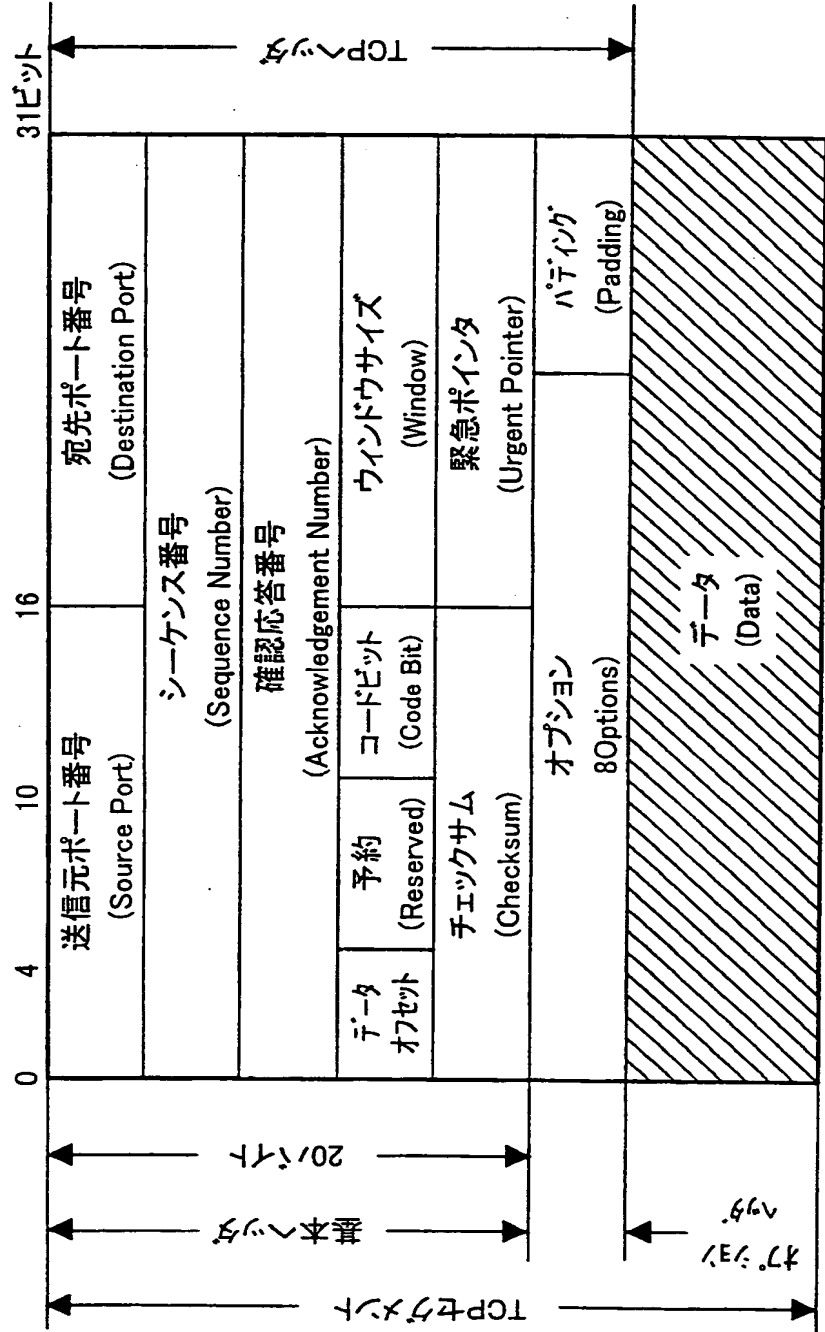 0
4
10
16
31ビット
送信元ポート番号
(Source Port)
宛先ポート番号
(Destination Port)
シーケンス番号
(Sequence Number)
確認応答番号
(Acknowledgement Number)
データ
オフセット
予約
(Reserved)
コードビット
(Code Bit)
ウィンドウサイズ
(Window)
チェックサム
(Checksum)
緊急ポインタ
(Urgent Pointer)
オプション
8Options)
パディング
(Padding)
データ
(Data)
TCPヘッダ
20バイト
基本ヘッダ
オプション
ヘッダ
TCPセグメント